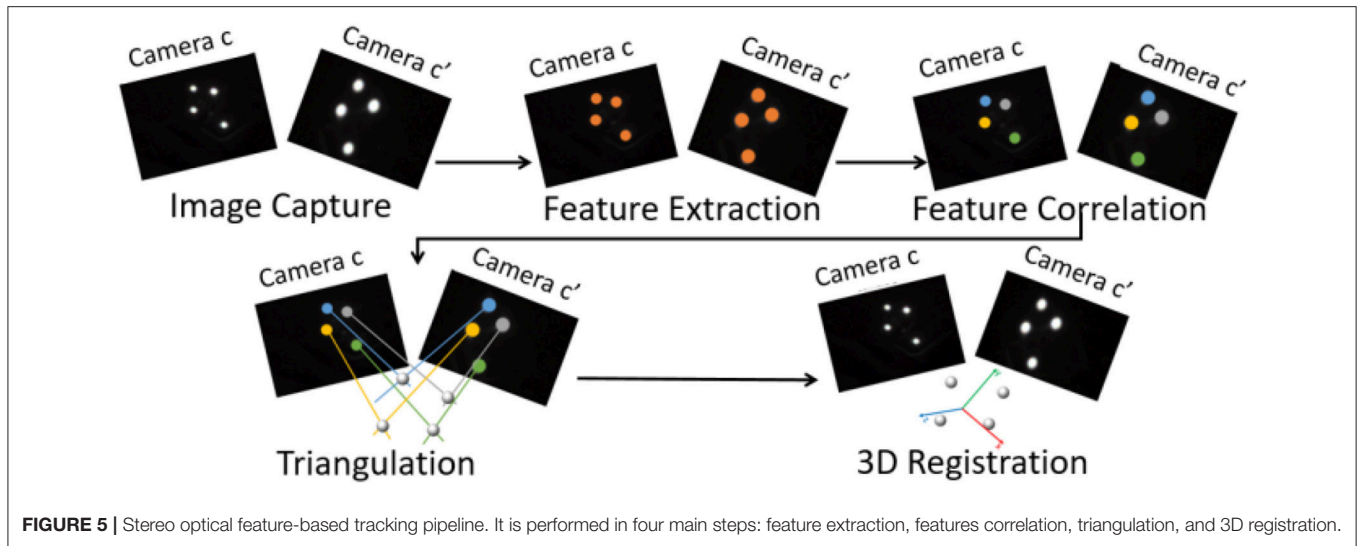 Camera c
Camera c'
Camera c
Camera c'
Camera c
Camera c'
Image Capture
Feature Extraction
Feature Correlation
Camera c
Camera c'
Camera c
Camera c'
Triangulation
3D Registration
FIGURE 5 | Stereo optical feature-based tracking pipeline. It is performed in four main steps: feature extraction, features correlation, triangulation, and 3D registration.